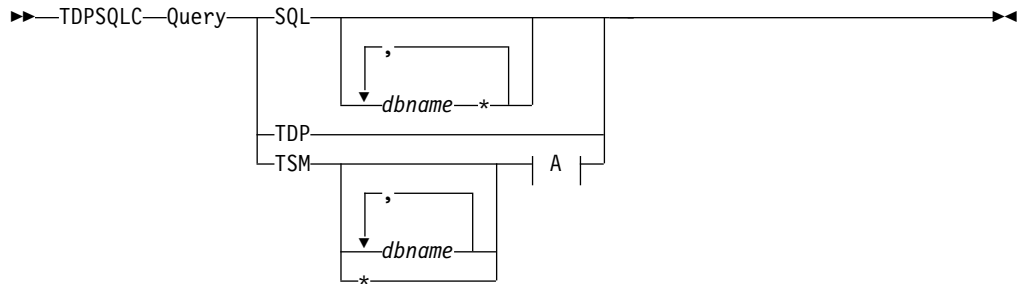 TDPSQLC Query SQL
,
dbname *
TDP
TSM A
,
dbname
*